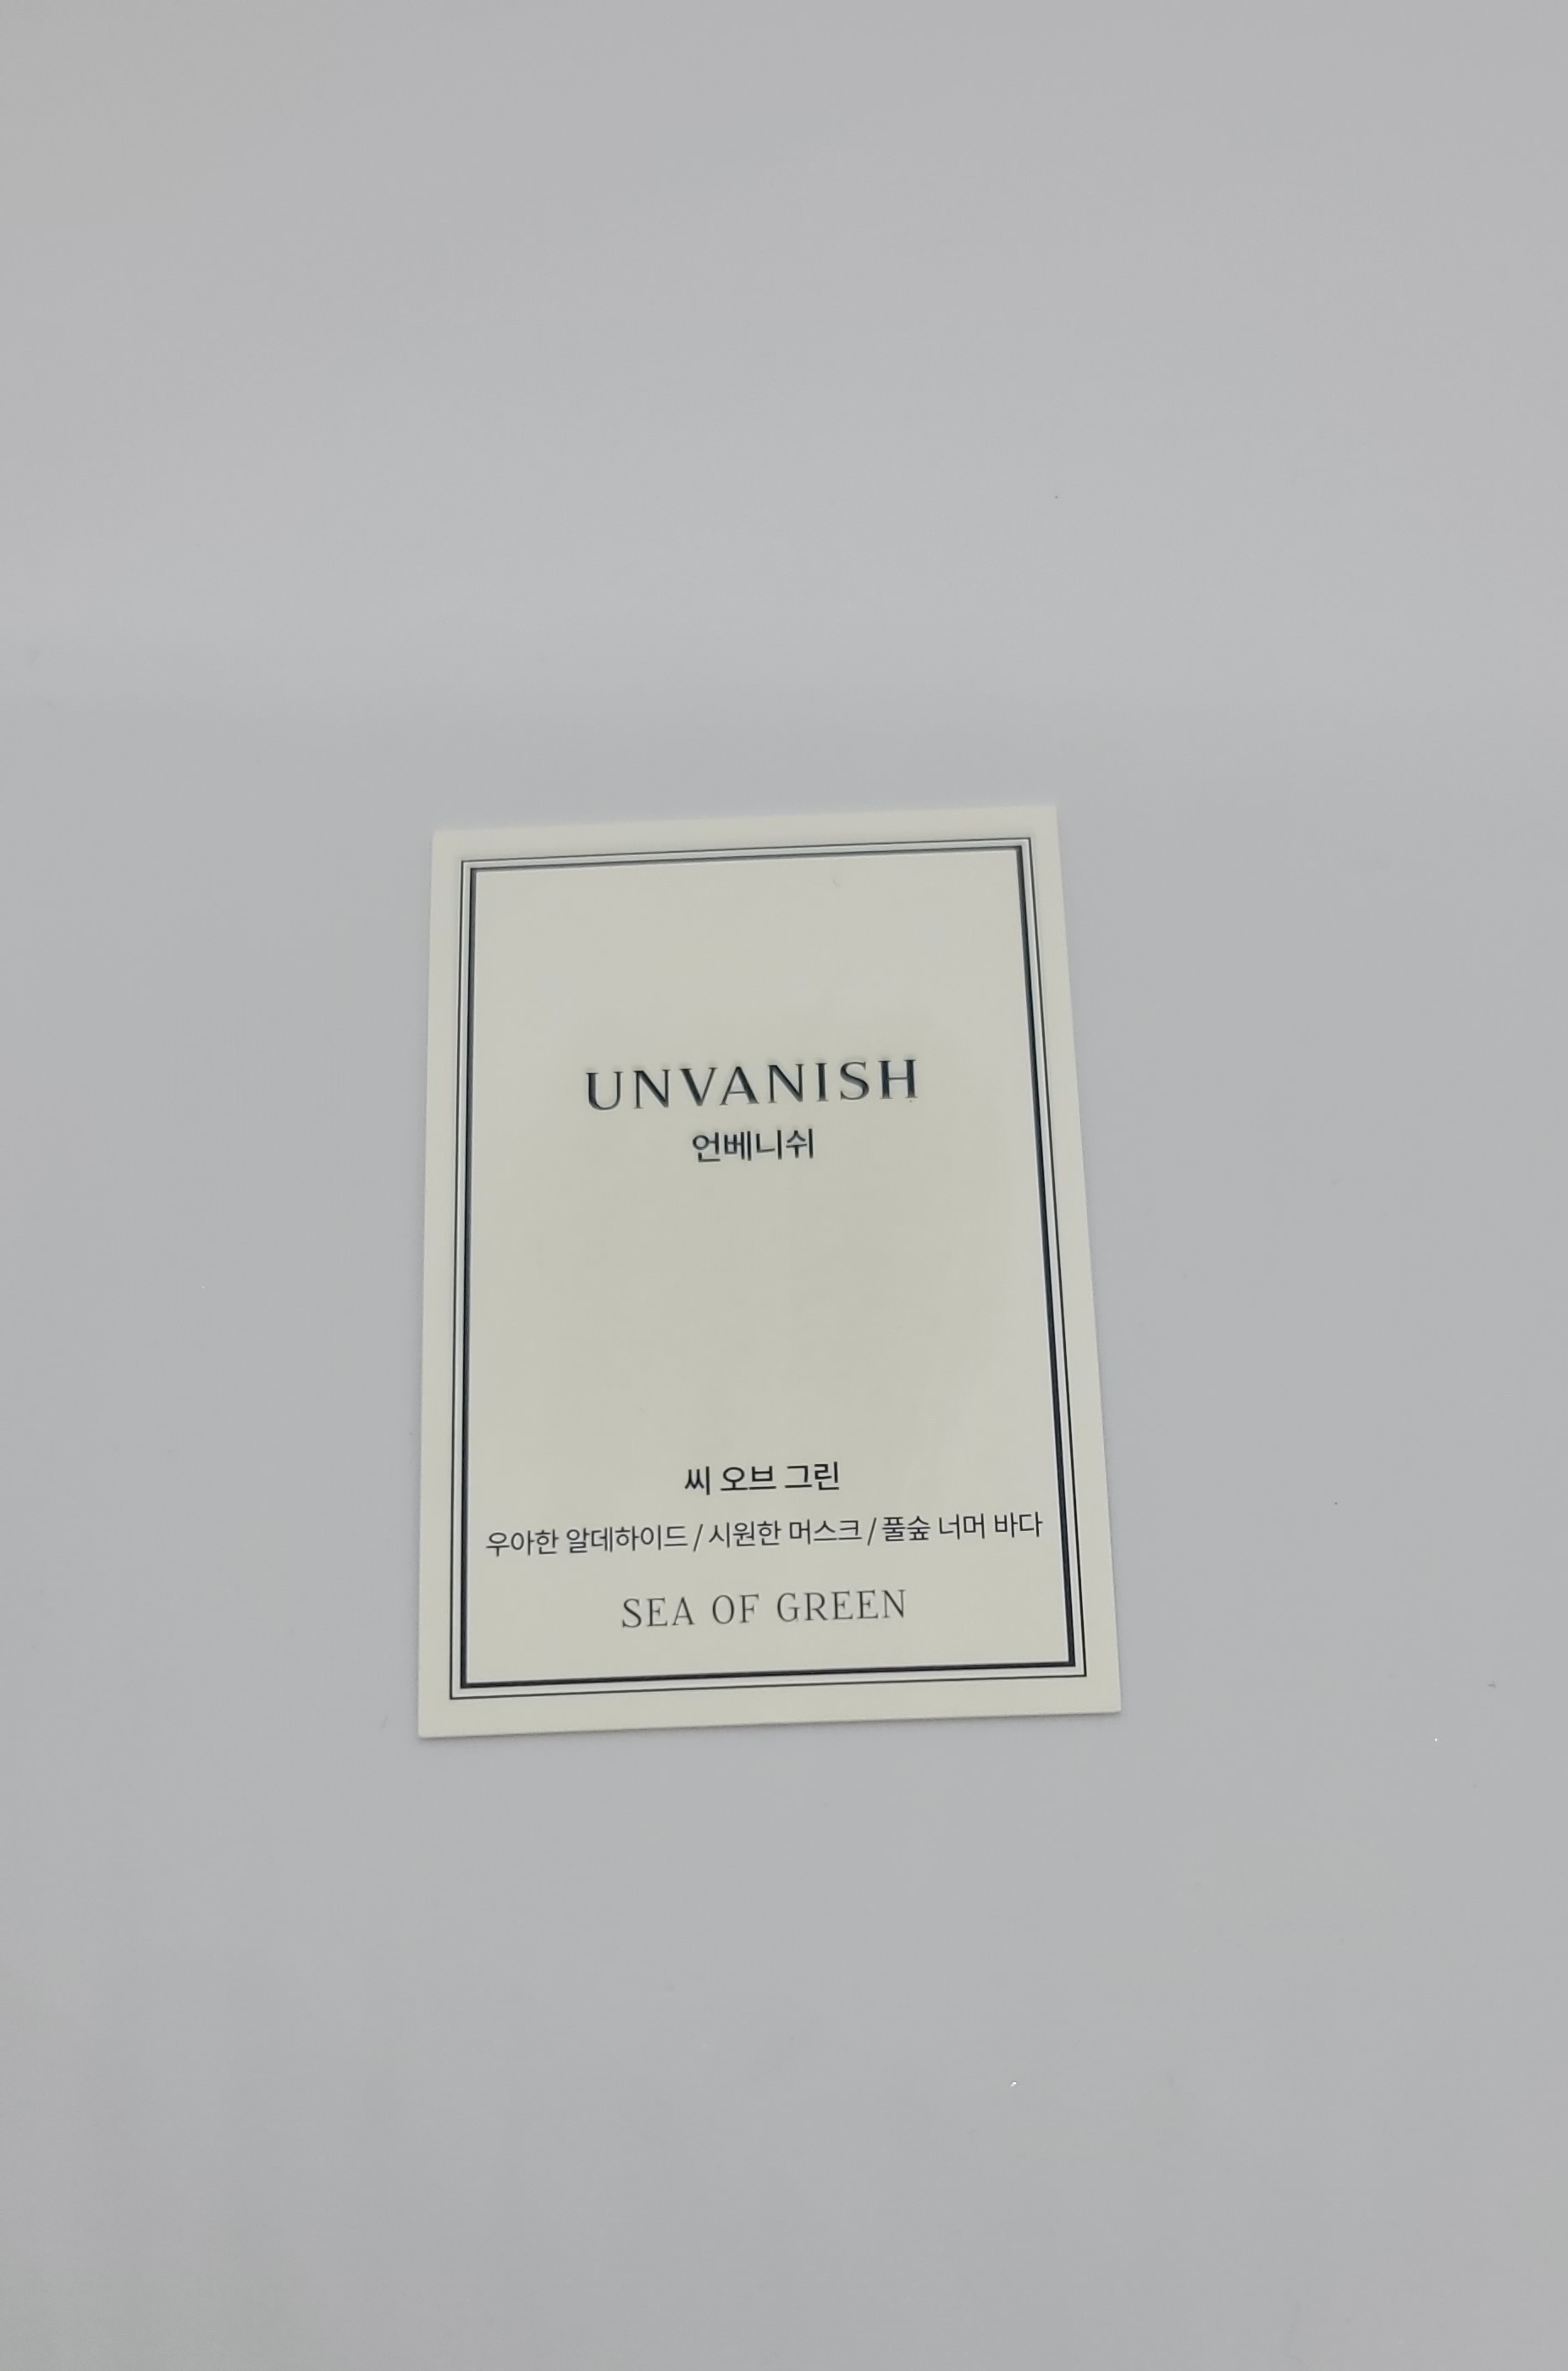 UNVANISH
언베니쉬
씨 오브 그린
우아한 알데하이드 / 시원한 머스크 / 풀숲 너머 바다
SEA OF GREEN